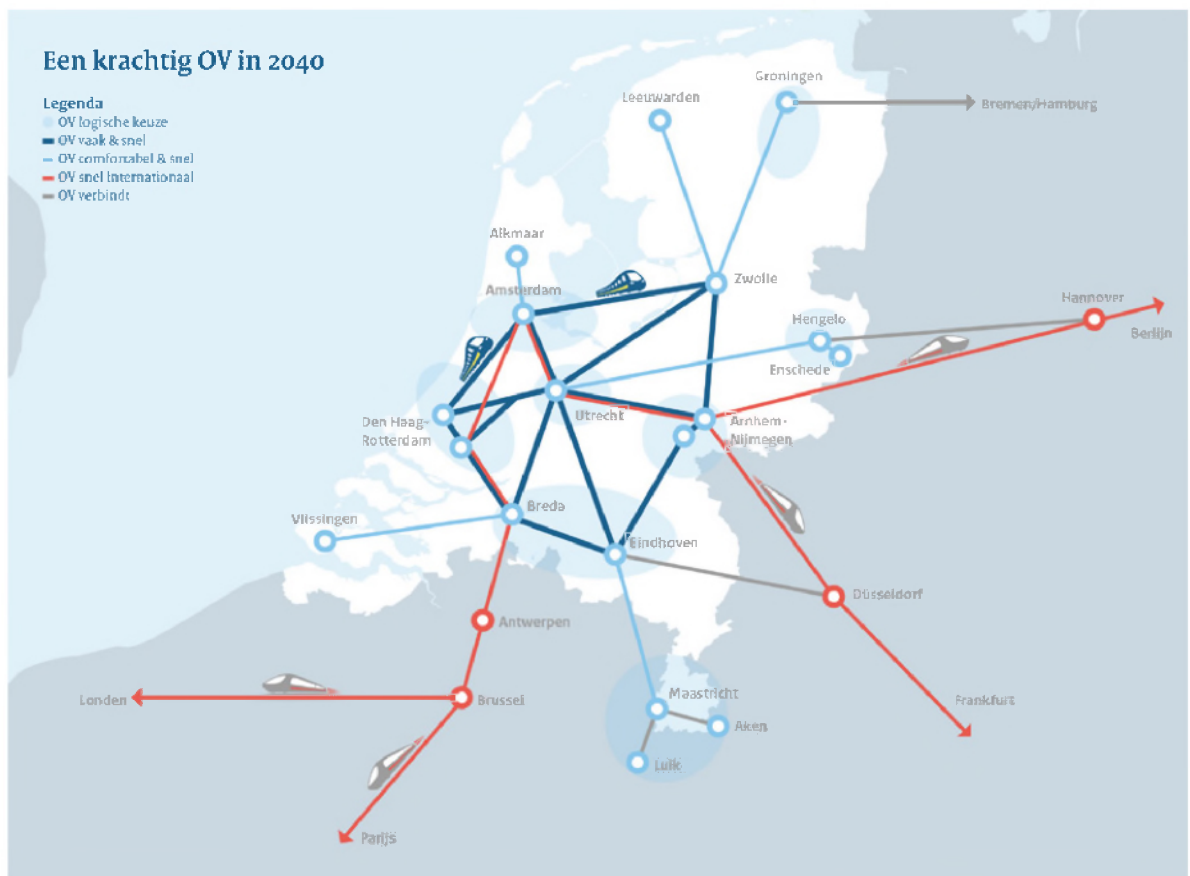 Een krachtig OV in 2040
Legenda
OV logische keuze
OV vaak & snel
OV comfortabel & snel
OV snel internationaal
OV verbindt
Groningen
Leeuwarden
Bremen/Hamburg
Alkmaar
Zwolle
Amsterdam
Hannover
Hengelo
Berlijn
Enschede
Utrecht
Den Haag-
Rotterdam
Arnhem-
Nijmegen
Breda
Vlissingen
Eindhoven
Düsseldorf
Antwerpen
Maastricht
Londen
Brussel
Frankfurt
Aken
Luik
Parijs